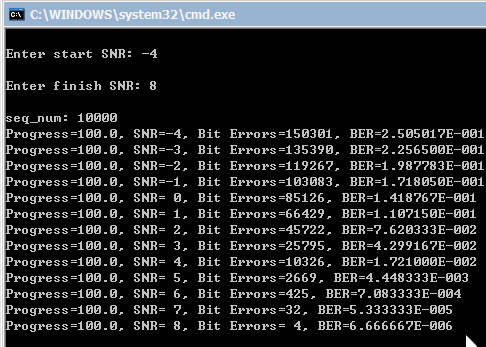 C:\WINDOWS\system32\cmd.exe
Enter start SNR: -4
Enter finish SNR: 8
seq_num: 10000
Progress=100.0, SNR=-4, Bit Errors=150301, BER=2.505017E-001
Progress=100.0, SNR=-3, Bit Errors=135390, BER=2.256500E-001
Progress=100.0, SNR=-2, Bit Errors=119267, BER=1.987783E-001
Progress=100.0, SNR=-1, Bit Errors=103083, BER=1.718050E-001
Progress=100.0, SNR= 0, Bit Errors=85126, BER=1.418767E-001
Progress=100.0, SNR= 1, Bit Errors=66429, BER=1.107150E-001
Progress=100.0, SNR= 2, Bit Errors=45722, BER=7.620333E-002
Progress=100.0, SNR= 3, Bit Errors=25795, BER=4.299167E-002
Progress=100.0, SNR= 4, Bit Errors=10326, BER=1.721000E-002
Progress=100.0, SNR= 5, Bit Errors=2669, BER=4.448333E-003
Progress=100.0, SNR= 6, Bit Errors=425, BER=7.083333E-004
Progress=100.0, SNR= 7, Bit Errors=32, BER=5.333333E-005
Progress=100.0, SNR= 8, Bit Errors= 4, BER=6.666667E-006